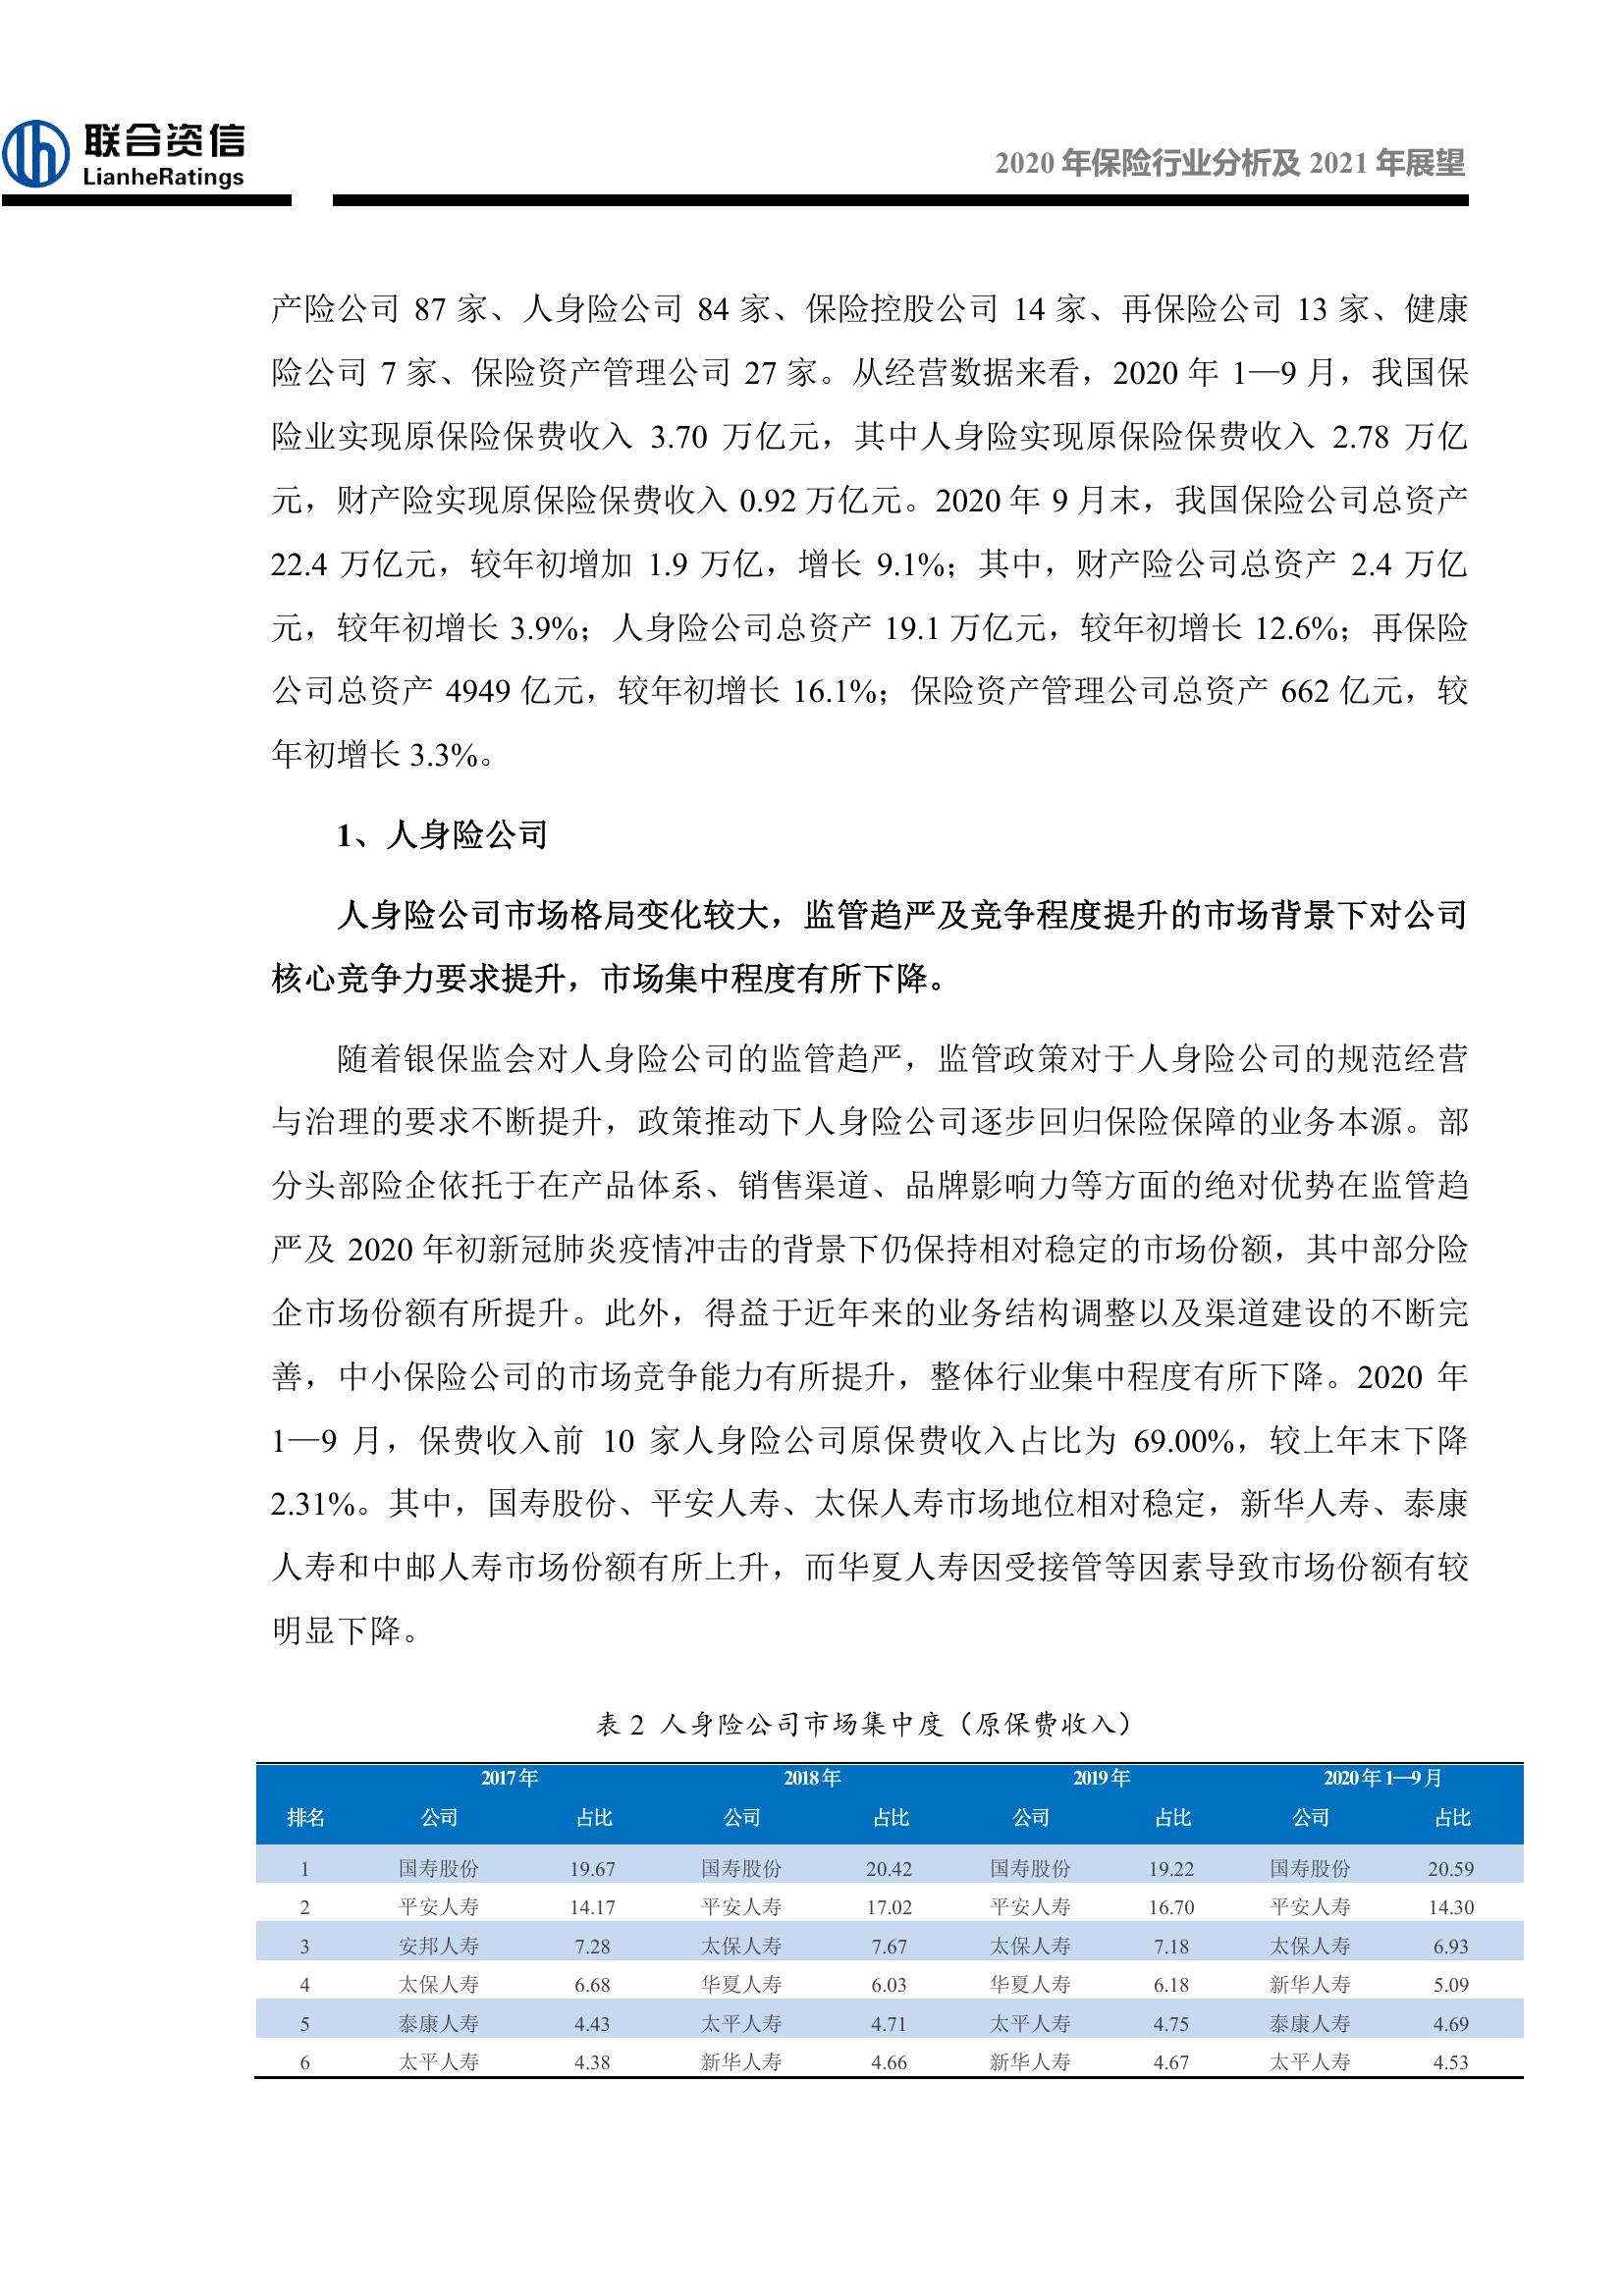 联合资信
LianheRatings
2020 年保险行业分析及 2021 年展望
产险公司 87 家、人身险公司 84 家、保险控股公司 14 家、再保险公司 13 家、健康
险公司 7 家、保险资产管理公司 27 家。从经营数据来看，2020 年 1—9 月，我国保
险业实现原保险保费收入 3.70 万亿元，其中人身险实现原保险保费收入 2.78 万亿
元，财产险实现原保险保费收入 0.92 万亿元。2020 年 9 月末，我国保险公司总资产
22.4 万亿元，较年初增加 1.9 万亿，增长 9.1%；其中，财产险公司总资产 2.4 万亿
元，较年初增长 3.9%；人身险公司总资产 19.1 万亿元，较年初增长 12.6%；再保险
公司总资产 4949 亿元，较年初增长 16.1%；保险资产管理公司总资产 662 亿元，较
年初增长 3.3%。
1、人身险公司
人身险公司市场格局变化较大，监管趋严及竞争程度提升的市场背景下对公司
核心竞争力要求提升，市场集中程度有所下降。
随着银保监会对人身险公司的监管趋严，监管政策对于人身险公司的规范经营
与治理的要求不断提升，政策推动下人身险公司逐步回归保险保障的业务本源。部
分头部险企依托于在产品体系、销售渠道、品牌影响力等方面的绝对优势在监管趋
严及 2020 年初新冠肺炎疫情冲击的背景下仍保持相对稳定的市场份额，其中部分险
企市场份额有所提升。此外，得益于近年来的业务结构调整以及渠道建设的不断完
善，中小保险公司的市场竞争能力有所提升，整体行业集中程度有所下降。2020 年
1—9 月，保费收入前 10 家人身险公司原保费收入占比为 69.00%，较上年末下降
2.31%。其中，国寿股份、平安人寿、太保人寿市场地位相对稳定，新华人寿、泰康
人寿和中邮人寿市场份额有所上升，而华夏人寿因受接管等因素导致市场份额有较
明显下降。
表 2 人身险公司市场集中度（原保费收入）
2017 年 2018 年 2019 年 2020 年 1—9 月
排名 公司 占比 公司 占比 公司 占比 公司 占比
1 国寿股份 19.67 国寿股份 20.42 国寿股份 19.22 国寿股份 20.59
2 平安人寿 14.17 平安人寿 17.02 平安人寿 16.70 平安人寿 14.30
3 安邦人寿 7.28 太保人寿 7.67 太保人寿 7.18 太保人寿 6.93
4 太保人寿 6.68 华夏人寿 6.03 华夏人寿 6.18 新华人寿 5.09
5 泰康人寿 4.43 太平人寿 4.71 太平人寿 4.75 泰康人寿 4.69
6 太平人寿 4.38 新华人寿 4.66 新华人寿 4.67 太平人寿 4.53